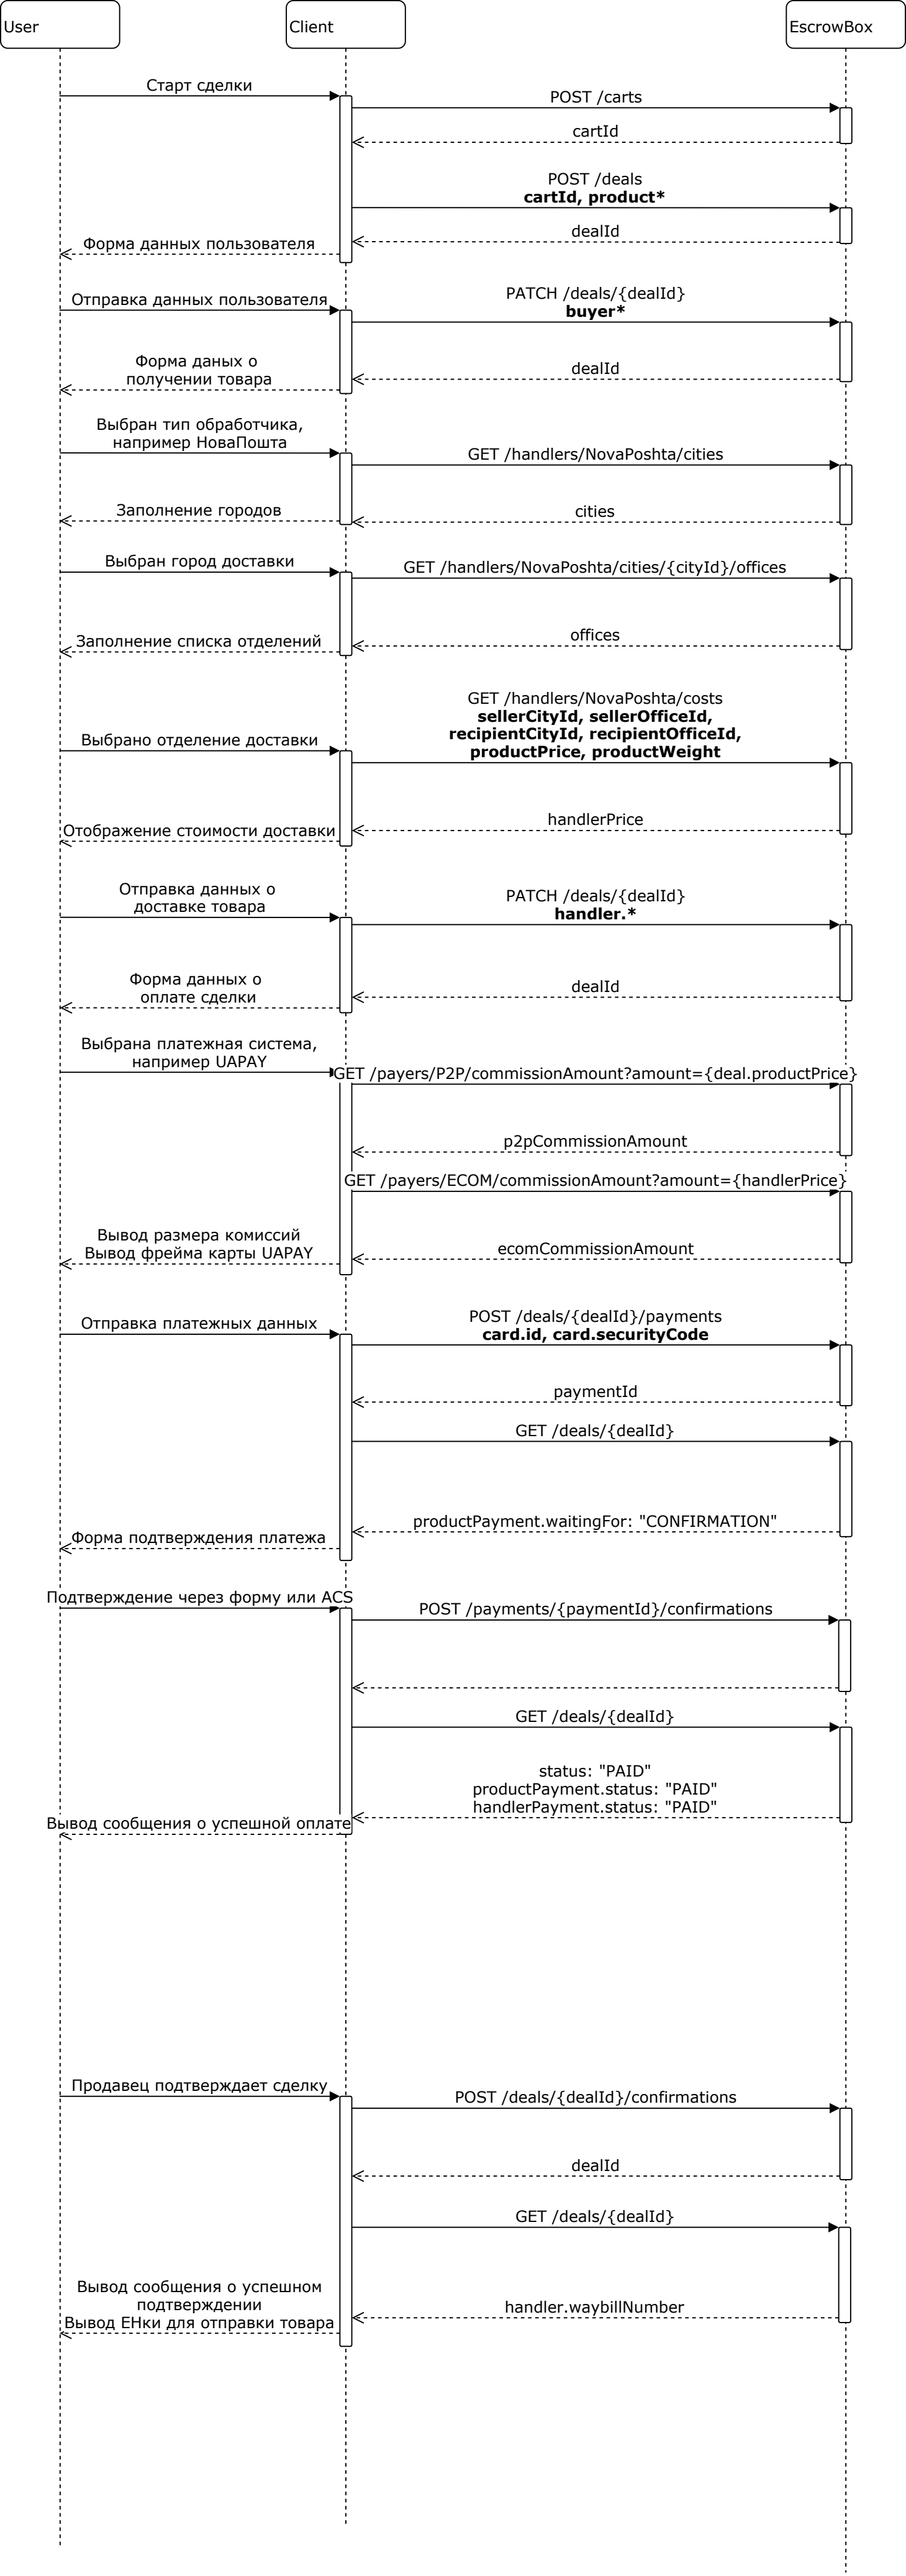 User
Client
EscrowBox
Старт сделки
POST /carts
cartId
POST /deals
cartId, product*
dealId
Форма данных пользователя
Отправка данных пользователя
PATCH /deals/{dealId}
buyer*
Форма даных о
получении товара
dealId
Выбран тип обработчика,
например НоваПошта
GET /handlers/NovaPoshta/cities
Заполнение городов
cities
Выбран город доставки
GET /handlers/NovaPoshta/cities/{cityId}/offices
Заполнение списка отделений
offices
GET /handlers/NovaPoshta/costs
sellerCityId, sellerOfficeId,
recipientCityId, recipientOfficeId,
productPrice, productWeight
Выбрано отделение доставки
handlerPrice
Отображение стоимости доставки
Отправка данных о
доставке товара
PATCH /deals/{dealId}
handler.*
Форма данных о
оплате сделки
dealId
Выбрана платежная система,
например UAPAY
GET /payers/P2P/commissionAmount?amount={deal.productPrice}
p2pCommissionAmount
GET /payers/ECOM/commissionAmount?amount={handlerPrice}
Вывод размера комиссий
Вывод фрейма карты UAPAY
ecomCommissionAmount
Отправка платежных данных
POST /deals/{dealId}/payments
card.id, card.securityCode
paymentId
GET /deals/{dealId}
productPayment.waitingFor: "CONFIRMATION"
Форма подтверждения платежа
Подтверждение через форму или ACS
POST /payments/{paymentId}/confirmations
GET /deals/{dealId}
status: "PAID"
productPayment.status: "PAID"
handlerPayment.status: "PAID"
Вывод сообщения о успешной оплате
Продавец подтверждает сделку
POST /deals/{dealId}/confirmations
dealId
GET /deals/{dealId}
Вывод сообщения о успешном
подтверждении
Вывод ЕНки для отправки товара
handler.waybillNumber